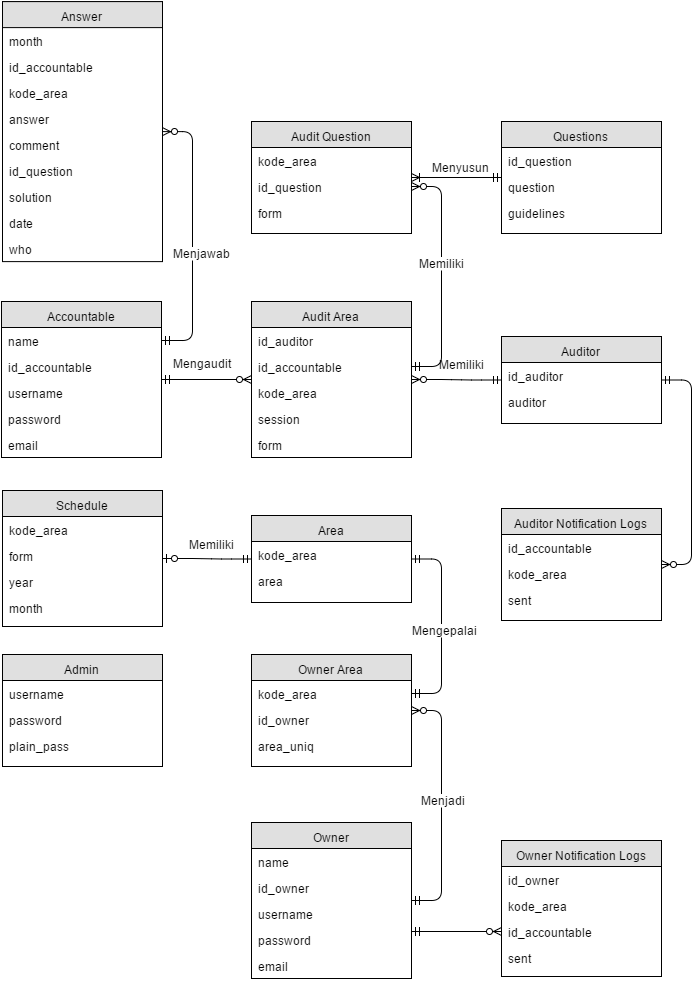 Answer
month
id_accountable
kode_area
answer
comment
id_question
solution
date
who
Menjawab
Audit Question
kode_area
id_question
form
Menyusun
Questions
id_question
question
guidelines
Memiliki
Accountable
name
id_accountable
username
password
email
Mengaudit
Audit Area
id_auditor
id_accountable
kode_area
session
form
Memiliki
Auditor
id_auditor
auditor
Schedule
kode_area
form
year
month
Memiliki
Area
kode_area
area
Auditor Notification Logs
id_accountable
kode_area
sent
Mengepalai
Admin
username
password
plain_pass
Owner Area
kode_area
id_owner
area_uniq
Menjadi
Owner
name
id_owner
username
password
email
Owner Notification Logs
id_owner
kode_area
id_accountable
sent